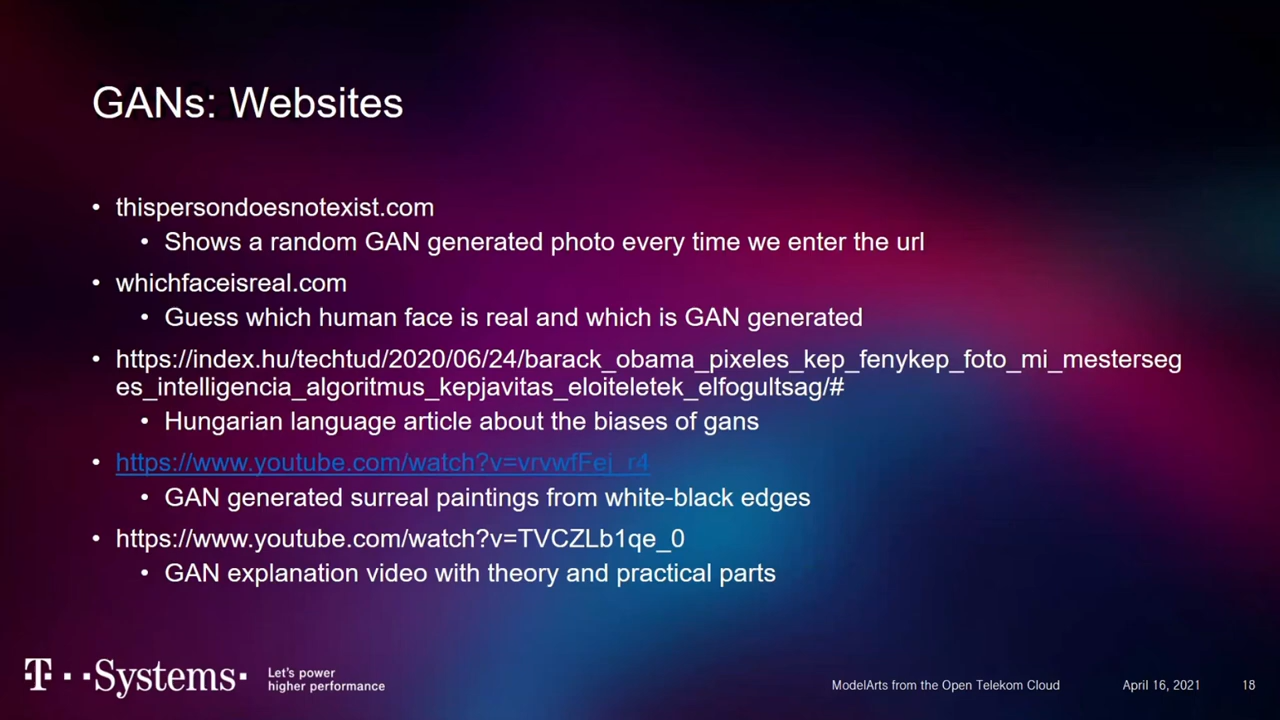 GANs: Websites
• thispersondoesnotexist.com
• Shows a random GAN generated photo every time we enter the url
• whichfaceisreal.com
• Guess which human face is real and which is GAN generated
• https://index.hu/techtud/2020/06/24/barack_obama_pixeles_kep_fenykep_foto_mi_mesterseg
es_intelligencia_algoritmus_kepjavitas_eloiteletek_elfogultsag/#
• Hungarian language article about the biases of gans
• https://www.youtube.com/watch?v=vrvwfFej_r4
• GAN generated surreal paintings from white-black edges
• https://www.youtube.com/watch?v=TVCZLb1qe_0
• GAN explanation video with theory and practical parts
T··Systems·
Let's power
higher performance
ModelArts from the Open Telekom Cloud
April 16, 2021
18